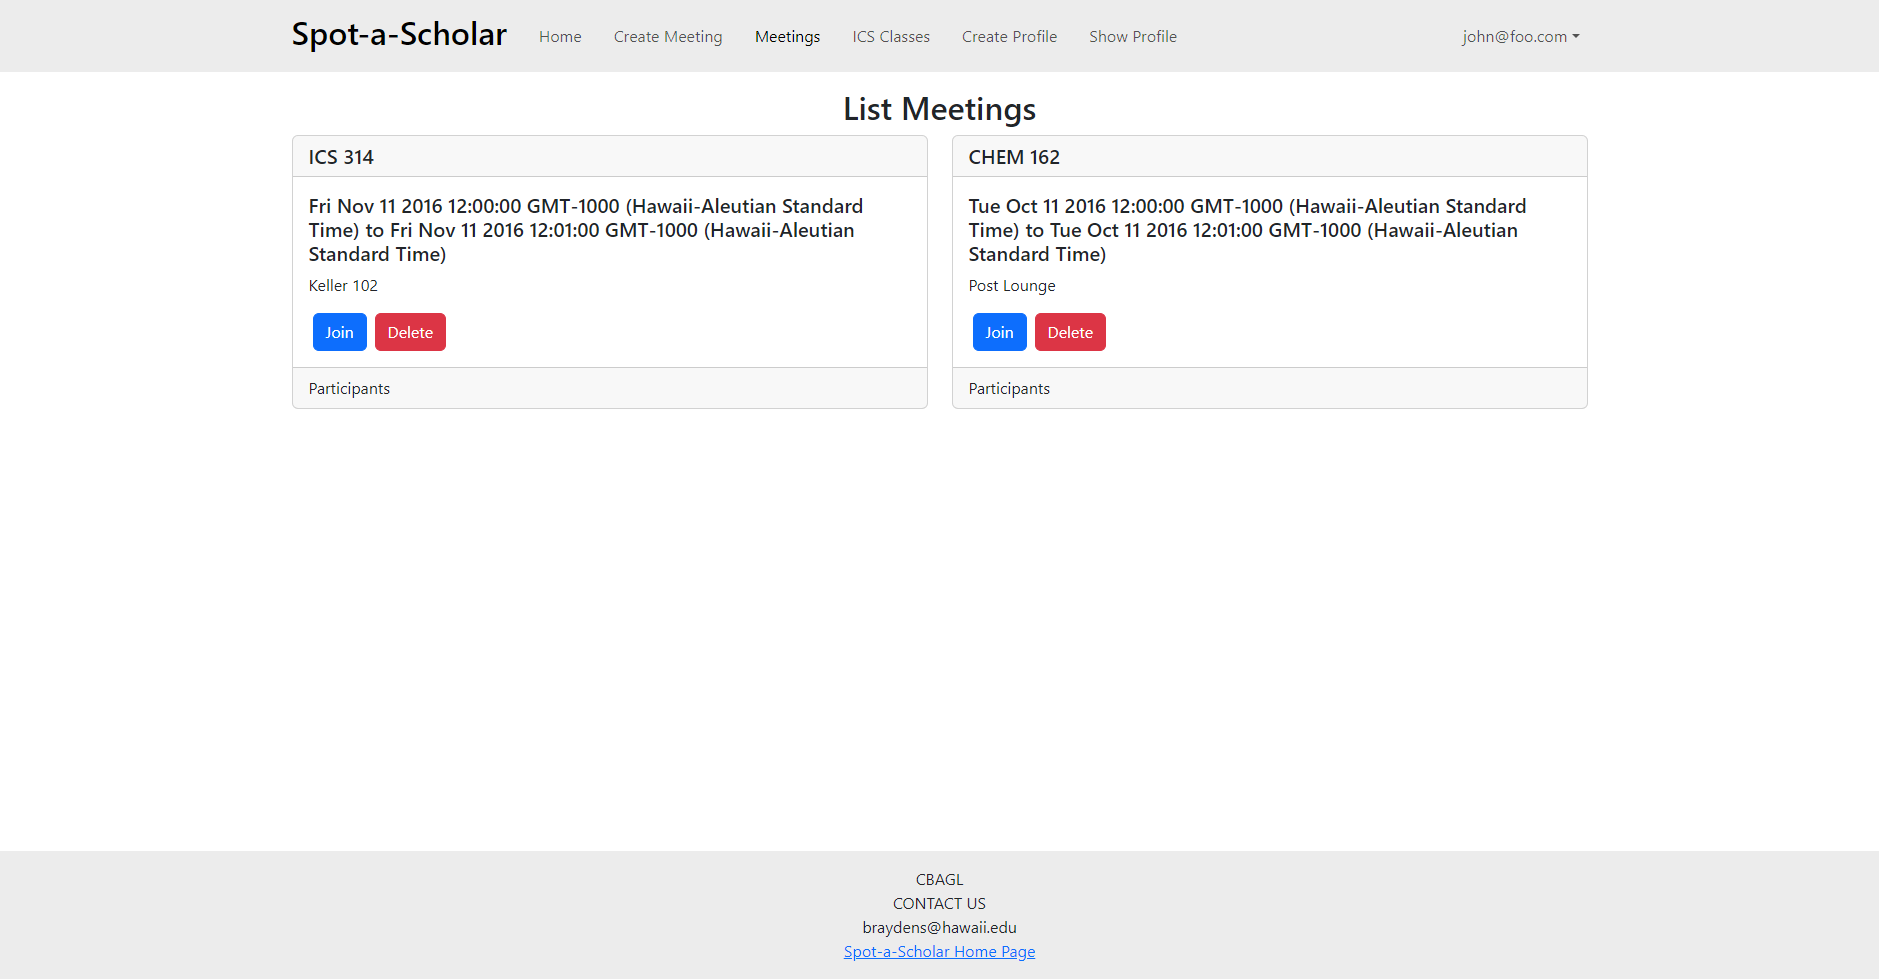 Spot-a-Scholar Home Create Meeting Meetings ICS Classes Create Profile Show Profile john@foo.com
List Meetings
ICS 314
Fri Nov 11 2016 12:00:00 GMT-1000 (Hawaii-Aleutian Standard
Time) to Fri Nov 11 2016 12:01:00 GMT-1000 (Hawaii-Aleutian
Standard Time)
Keller 102
Join Delete
Participants
CHEM 162
Tue Oct 11 2016 12:00:00 GMT-1000 (Hawaii-Aleutian Standard
Time) to Tue Oct 11 2016 12:01:00 GMT-1000 (Hawaii-Aleutian
Standard Time)
Post Lounge
Join Delete
Participants
CBAGL
CONTACT US
braydens@hawaii.edu
Spot-a-Scholar Home Page